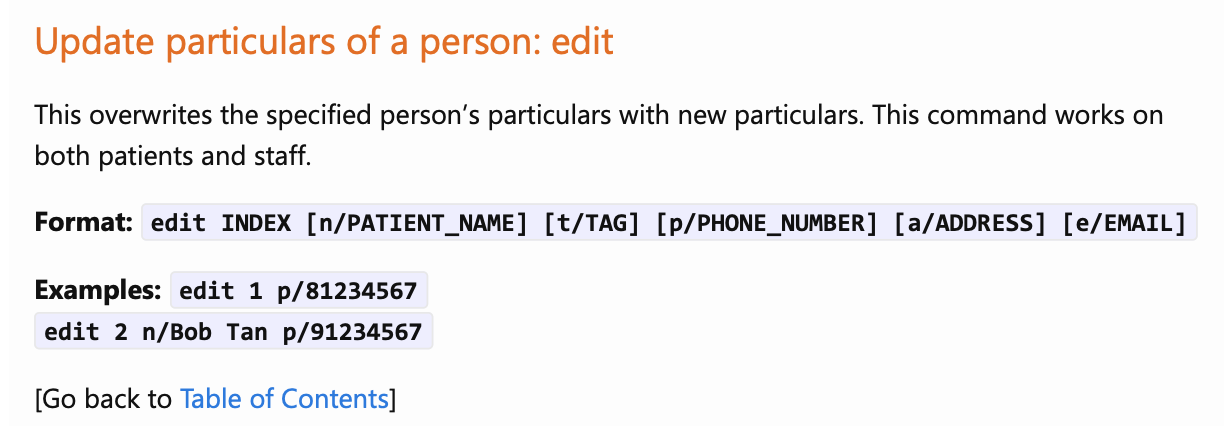 Update particulars of a person: edit
This overwrites the specified person’s particulars with new particulars. This command works on
both patients and staff.
Format: edit INDEX [n/PATIENT_NAME] [t/TAG] [p/PHONE_NUMBER] [a/ADDRESS] [e/EMAIL]
Examples: edit 1 p/81234567
edit 2 n/Bob Tan p/91234567
[Go back to Table of Contents]